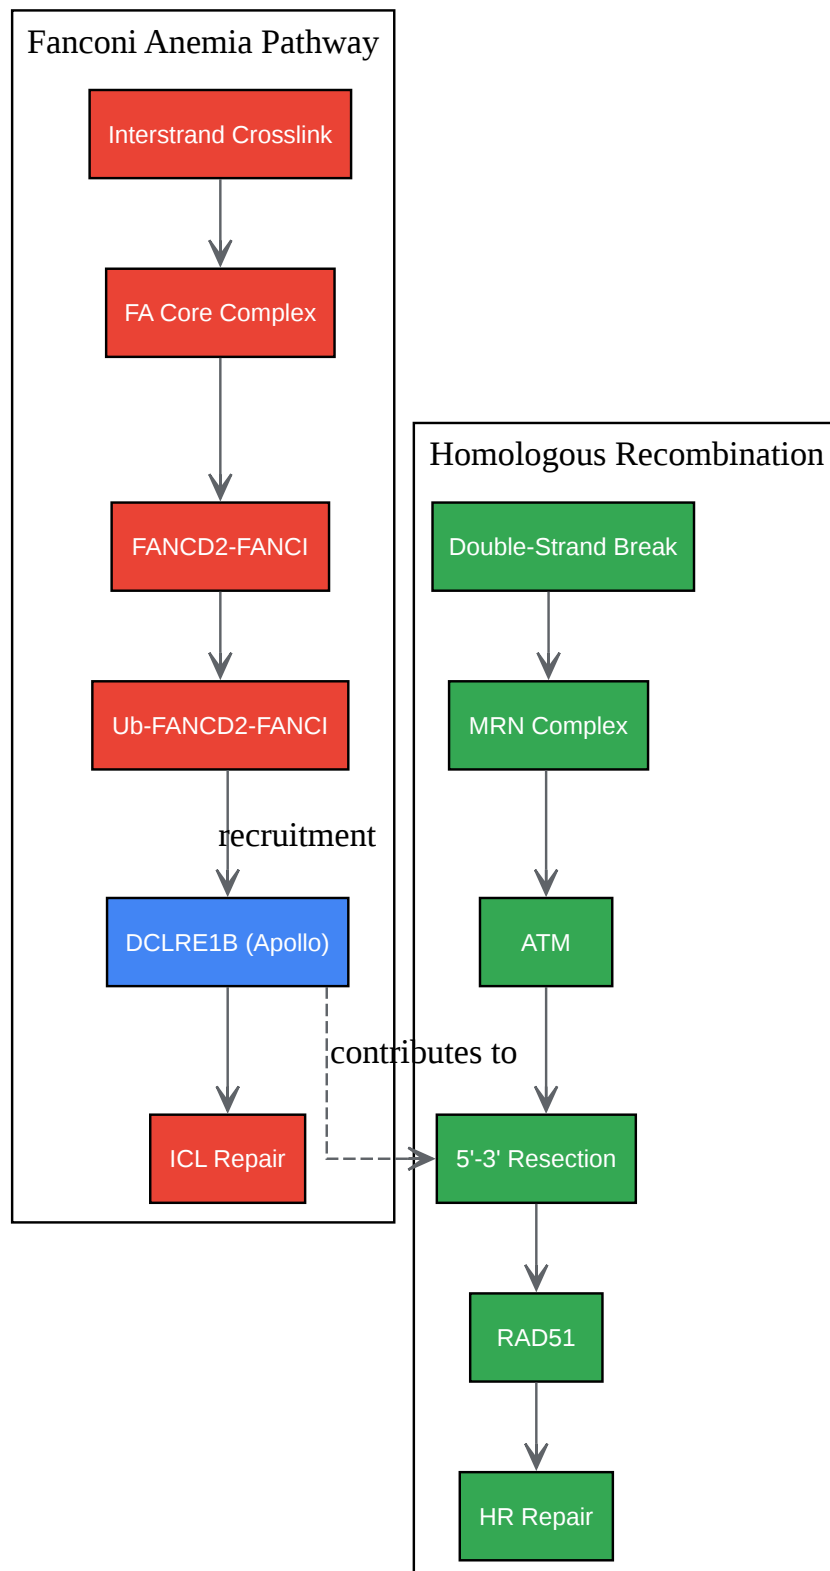 Fanconi Anemia Pathway
Interstrand Crosslink
FA Core Complex
FANCD2-FANCI
Ub-FANCD2-FANCI
recruitment
DCLRE1B (Apollo)
contributes to
ICL Repair
Homologous Recombination
Double-Strand Break
MRN Complex
ATM
5'-3' Resection
RAD51
HR Repair